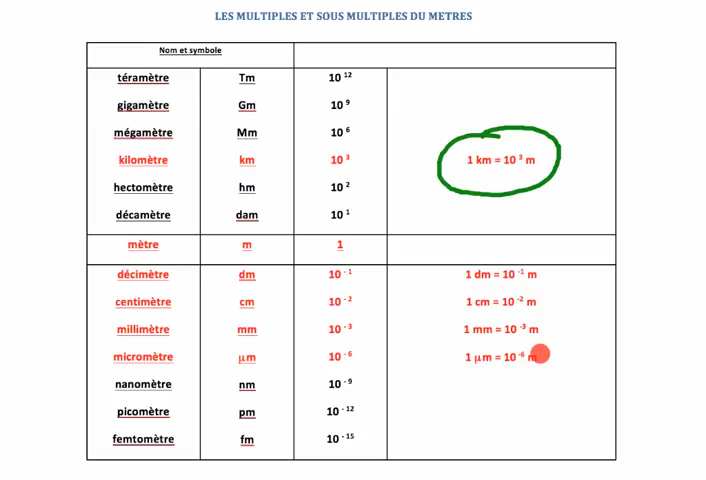 LES MULTIPLES ET SOUS MULTIPLES DU METRES
Nom et symbole
téramètre Tm 10 12
gigamètre Gm 10 9
mégamètre Mm 10 6
kilomètre km 10 3 1 km = 10 3 m
hectomètre hm 10 2
décamètre dam 10 1
mètre m 1
décimètre dm 10 - 1 1 dm = 10 -1 m
centimètre cm 10 - 2 1 cm = 10 -2 m
millimètre mm 10 - 3 1 mm = 10 -3 m
micromètre μm 10 - 6 1 μm = 10 -6 m
nanomètre nm 10 - 9
picomètre pm 10 - 12
femtomètre fm 10 - 15